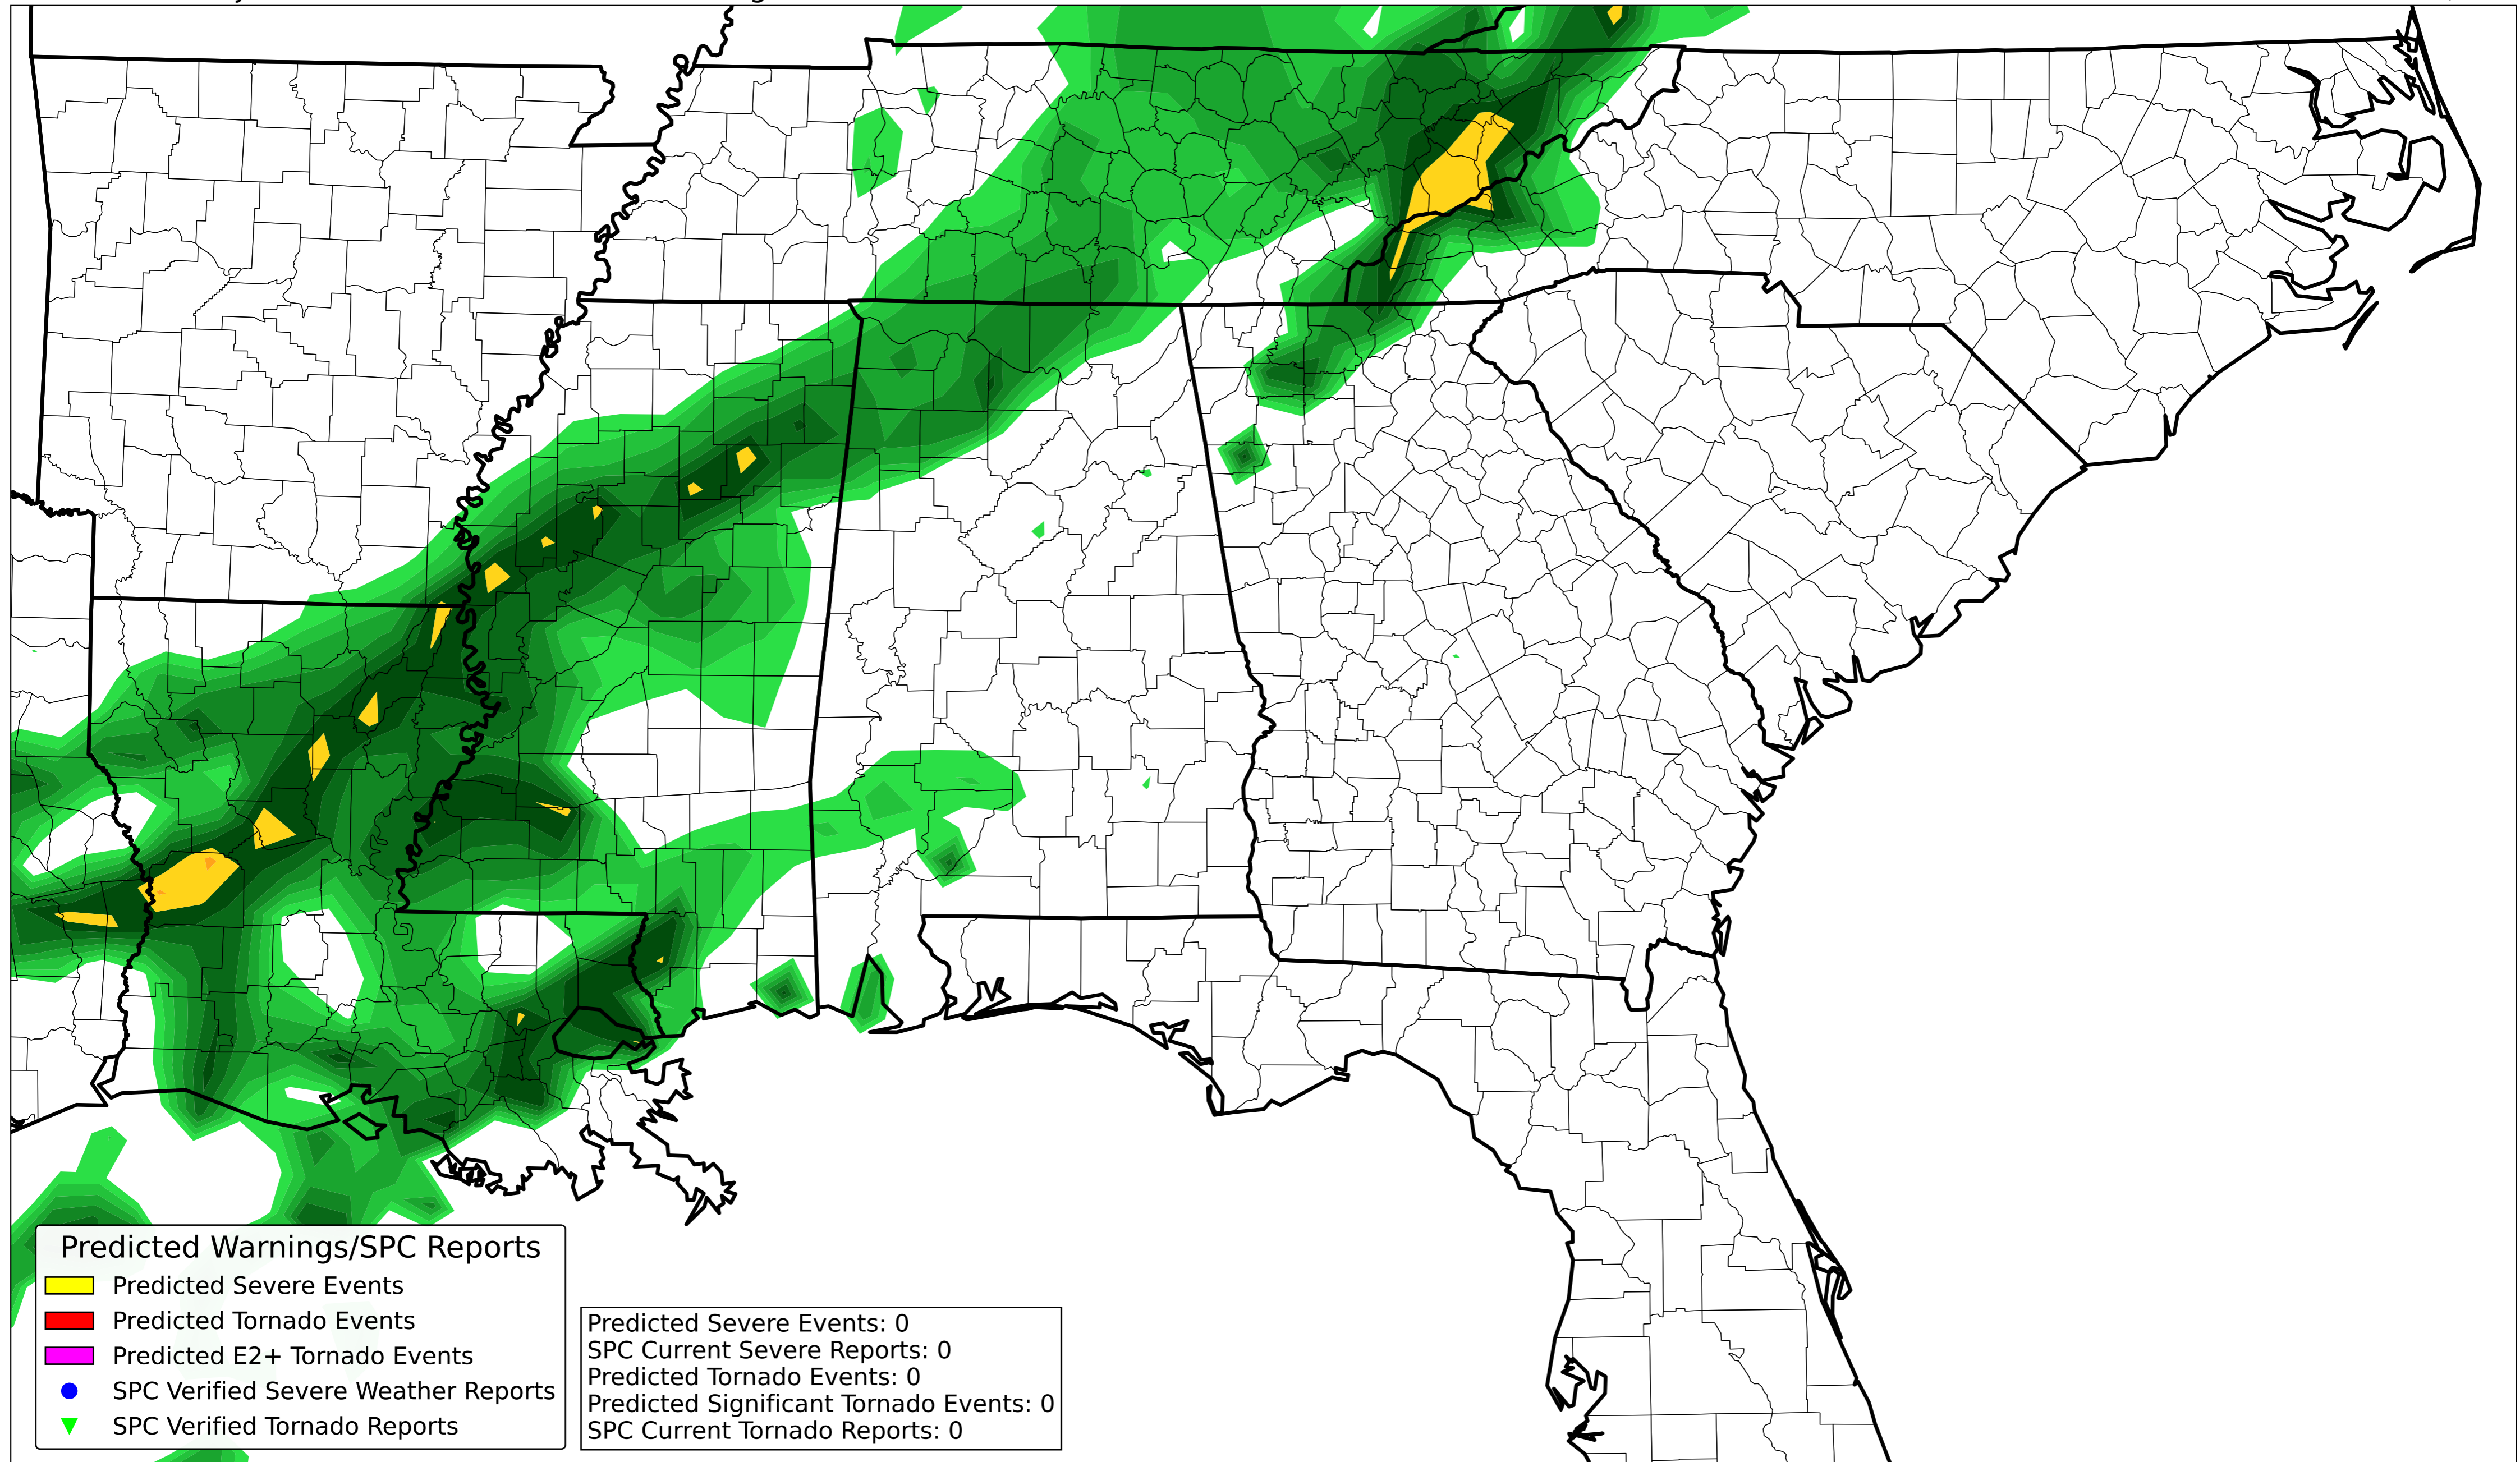 Predicted Warnings/SPC Reports
Predicted Severe Events
Predicted Tornado Events
Predicted E2+ Tornado Events
SPC Verified Severe Weather Reports
SPC Verified Tornado Reports
Predicted Severe Events: 0
SPC Current Severe Reports: 0
Predicted Tornado Events: 0
Predicted Significant Tornado Events: 0
SPC Current Tornado Reports: 0